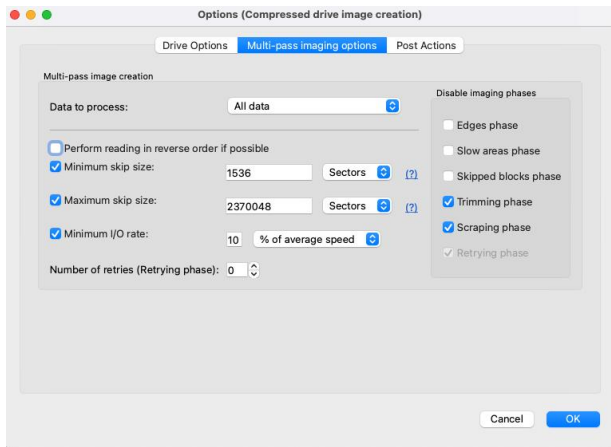 Options (Compressed drive image creation)
Drive Options Multi-pass imaging options Post Actions
Multi-pass image creation
Data to process: All data
Perform reading in reverse order if possible
Minimum skip size: 1536 Sectors (?)
Maximum skip size: 2370048 Sectors (?)
Minimum I/O rate: 10 % of average speed
Number of retries (Retrying phase): 0
Disable imaging phases
Edges phase
Slow areas phase
Skipped blocks phase
Trimming phase
Scraping phase
Retrying phase
Cancel OK